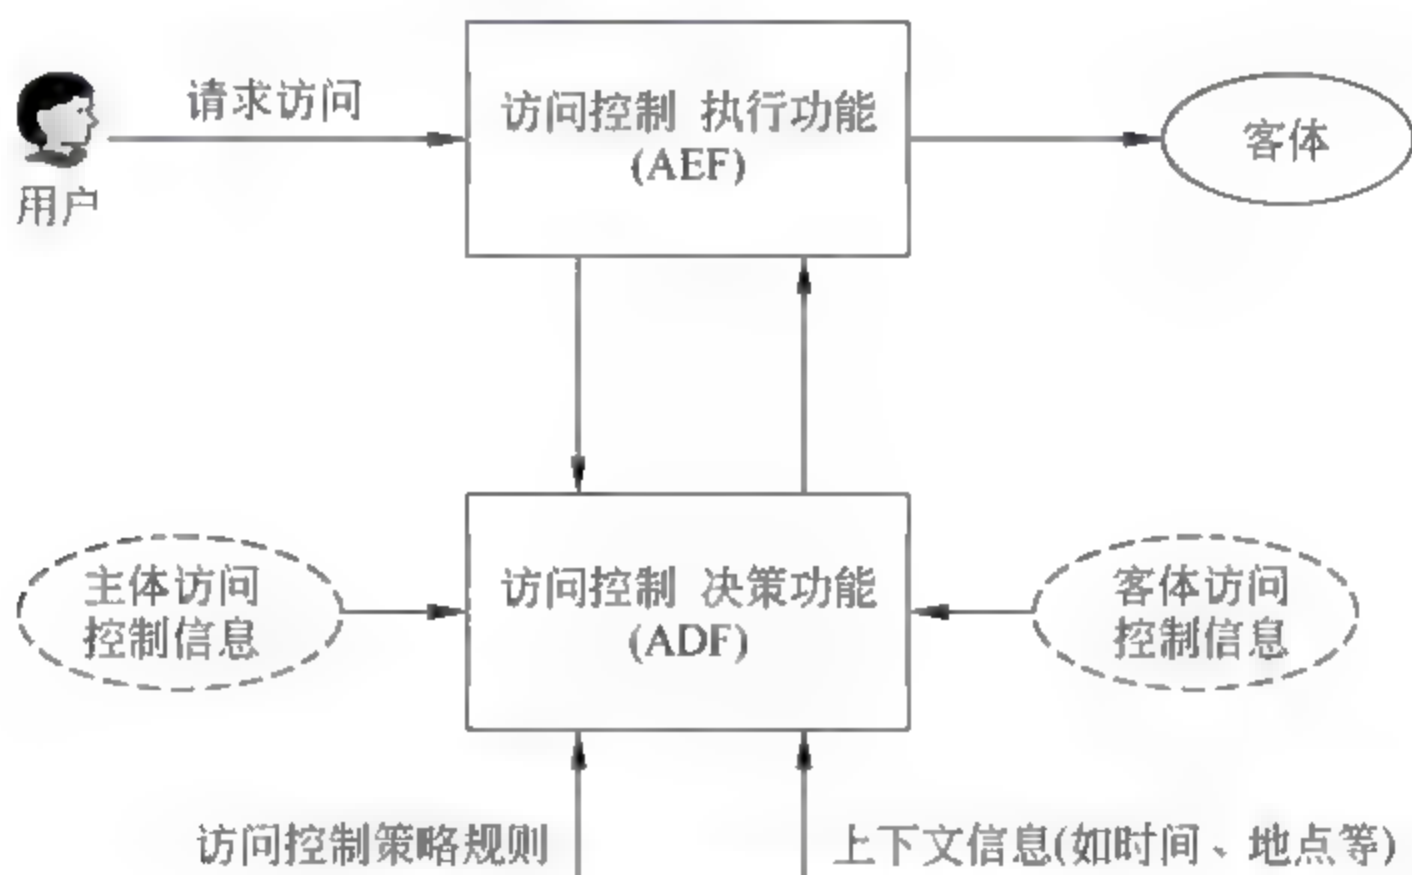 请求访问
用户
访问控制 执行功能
(AEF)
客体
主体访问
控制信息
访问控制 决策功能
(ADF)
客体访问
控制信息
访问控制策略规则
上下文信息(如时间、地点等)